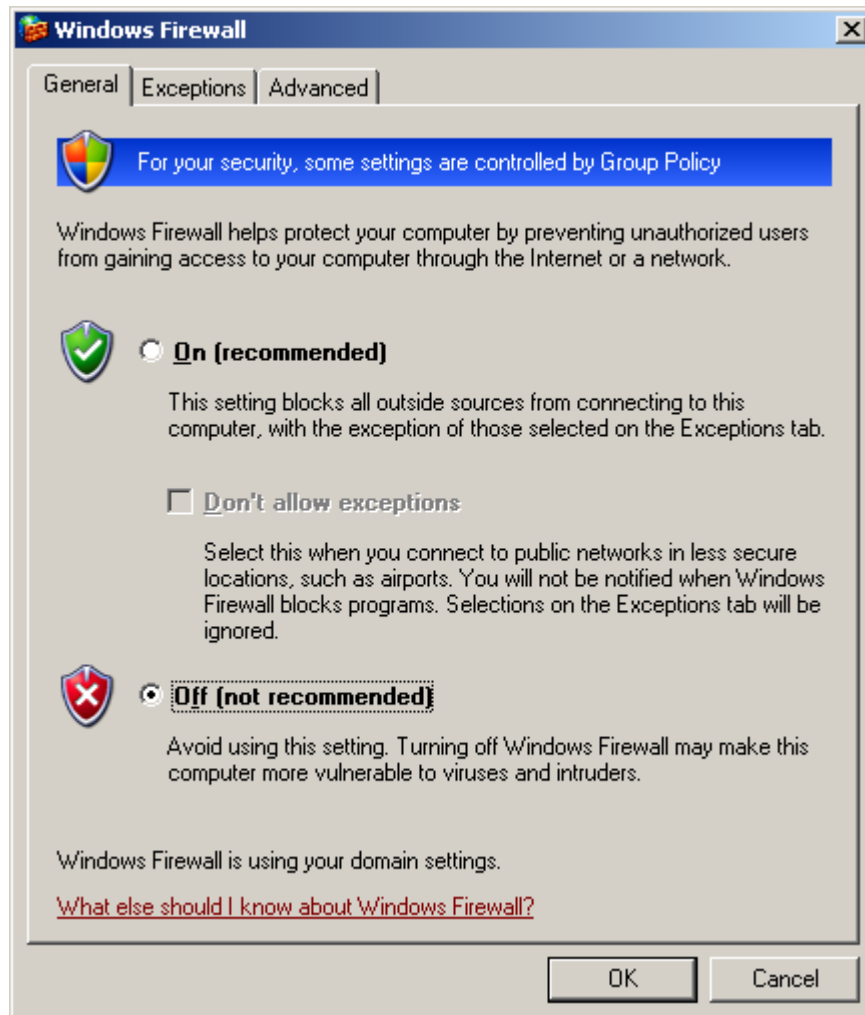 Windows Firewall
General Exceptions Advanced
For your security, some settings are controlled by Group Policy
Windows Firewall helps protect your computer by preventing unauthorized users
from gaining access to your computer through the Internet or a network.
On (recommended)
This setting blocks all outside sources from connecting to this
computer, with the exception of those selected on the Exceptions tab.
Don't allow exceptions
Select this when you connect to public networks in less secure
locations, such as airports. You will not be notified when Windows
Firewall blocks programs. Selections on the Exceptions tab will be
ignored.
Off (not recommended)
Avoid using this setting. Turning off Windows Firewall may make this
computer more vulnerable to viruses and intruders.
Windows Firewall is using your domain settings.
What else should I know about Windows Firewall?
OK Cancel